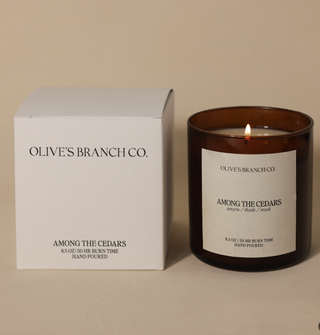 OLIVE'S BRANCH CO.
AMONG THE CEDARS
8.5 OZ / 50 HR BURN TIME
HAND POURED
OLIVE'S BRANCH CO.
AMONG THE CEDARS
/ thistle / musk
8.5 OZ / 50 HR BURN TIME
HAND POURED